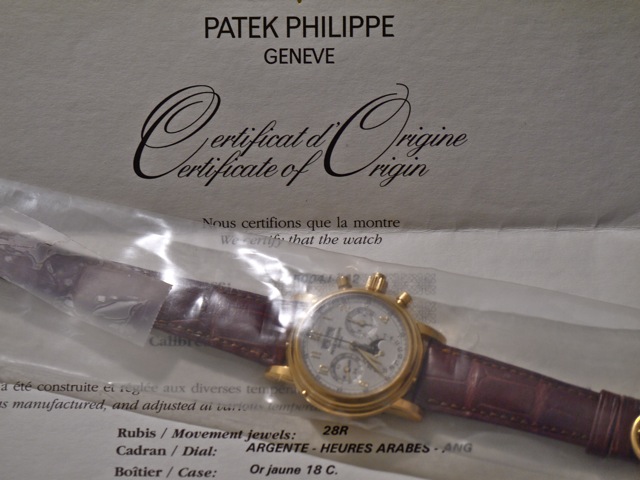 PATEK PHILIPPE
GENEVE
Certificat d'Origine
Certificate of Origin
Nous certifions que la montre
We certify that the watch
Calibre
a été construite et réglée aux diverses
as manufactured, and adjusted at various
Rubis / Movement jewels: 28R
Cadran / Dial: ARGENTE - HEURES ARABES - ANG
Boîtier / Case: Or jaune 18 C.